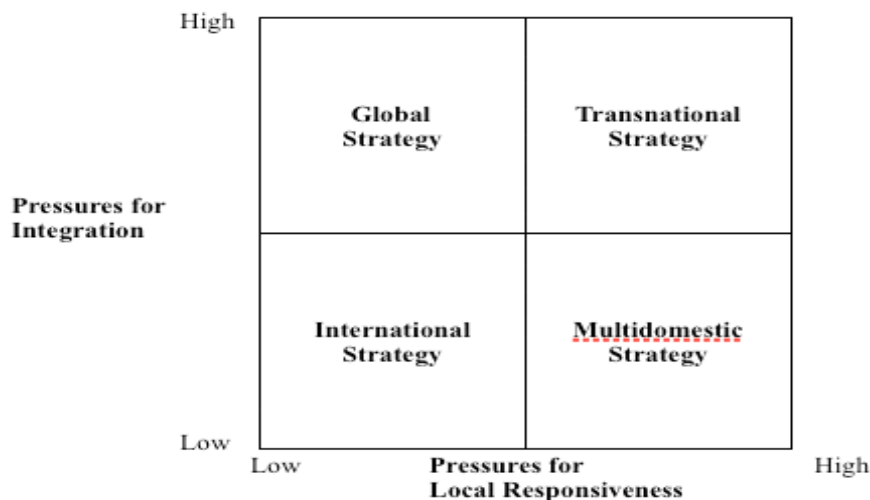 High
Global
Strategy
Transnational
Strategy
Pressures for
Integration
International
Strategy
Multidomestic
Strategy
Low
Low
Pressures for
Local Responsiveness
High